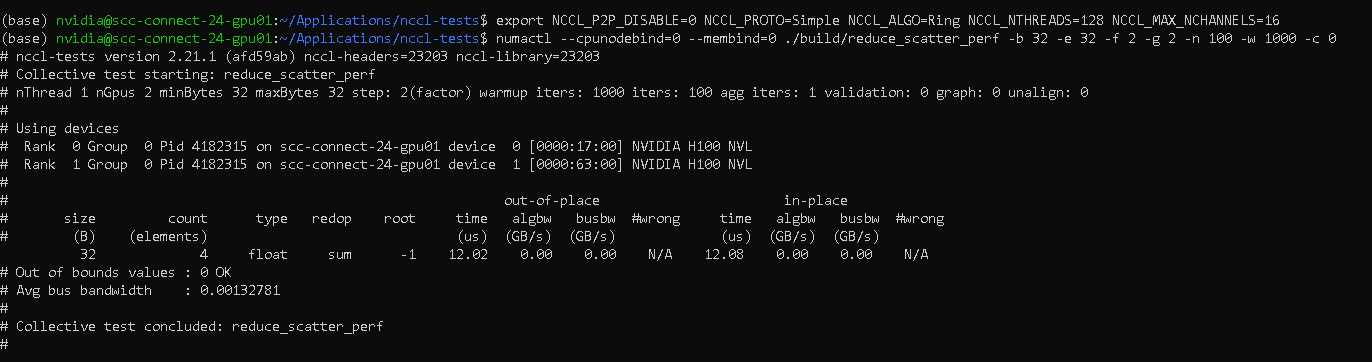 (base) nvidia@scc-connect-24-gpu01:~/Applications/nccl-tests$ export NCCL_P2P_DISABLE=0 NCCL_PROTO=Simple NCCL_ALGO=Ring NCCL_NTHREADS=128 NCCL_MAX_NCHANNELS=16
(base) nvidia@scc-connect-24-gpu01:~/Applications/nccl-tests$ numactl --cpunodebind=0 --membind=0 ./build/reduce_scatter_perf -b 32 -e 32 -f 2 -g 2 -n 100 -w 1000 -c 0
# nccl-tests version 2.21.1 (afd59ab) nccl-headers=23203 nccl-library=23203
# Collective test starting: reduce_scatter_perf
# nThread 1 nGpus 2 minBytes 32 maxBytes 32 step: 2(factor) warmup iters: 1000 iters: 100 agg iters: 1 validation: 0 graph: 0 unalign: 0
#
# Using devices
#  Rank  0 Group  0 Pid 4182315 on scc-connect-24-gpu01 device  0 [0000:17:00] NVIDIA H100 NVL
#  Rank  1 Group  0 Pid 4182315 on scc-connect-24-gpu01 device  1 [0000:63:00] NVIDIA H100 NVL
#
#                                                              out-of-place                       in-place
#       size         count      type   redop    root     time   algbw   busbw  #wrong     time   algbw   busbw  #wrong
#        (B)    (elements)                               (us)  (GB/s)  (GB/s)             (us)  (GB/s)  (GB/s)
          32             4     float     sum      -1    12.02    0.00    0.00    N/A    12.08    0.00    0.00    N/A
# Out of bounds values : 0 OK
# Avg bus bandwidth    : 0.00132781
#
# Collective test concluded: reduce_scatter_perf
#